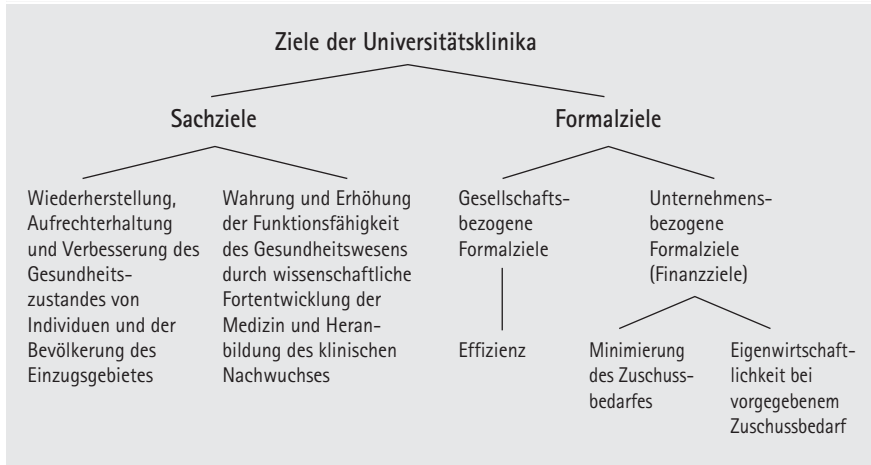 Ziele der Universitätsklinika
Sachziele
Formalziele
Wiederherstellung,
Aufrechterhaltung
und Verbesserung des
Gesundheits-
zustandes von
Individuen und der
Bevölkerung des
Einzugsgebietes
Wahrung und Erhöhung
der Funktionsfähigkeit
des Gesundheitswesens
durch wissenschaftliche
Fortentwicklung der
Medizin und Heran-
bildung des klinischen
Nachwuchses
Gesellschafts-
bezogene
Formalziele
Effizienz
Unternehmens-
bezogene
Formalziele
(Finanzziele)
Minimierung
des Zuschuss-
bedarfes
Eigenwirtschaft-
lichkeit bei
vorgegebenem
Zuschussbedarf